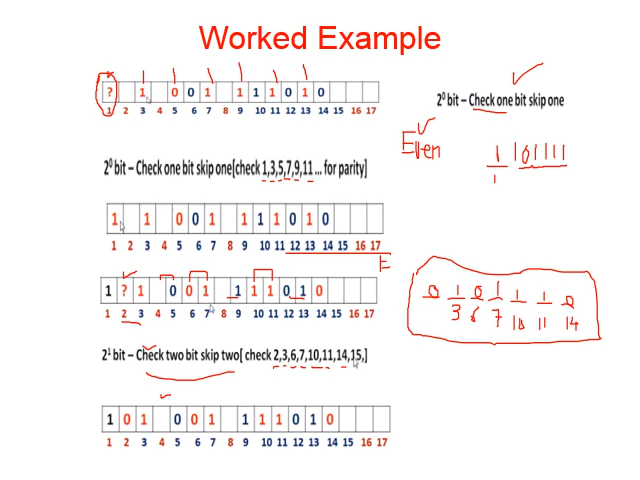 Worked Example
? 1 0 0 1 1 1 1 0 1 0
1 2 3 4 5 6 7 8 9 10 11 12 13 14 15 16 17
2⁰ bit – Check one bit skip one
Even
1 1 0 1 1 1 1
1
2⁰ bit – Check one bit skip one[check 1,3,5,7,9,11 ... for parity]
1 1 0 0 1 1 1 1 0 1 0
1 2 3 4 5 6 7 8 9 10 11 12 13 14 15 16 17
E
1 ? 1 0 0 1 1 1 1 0 1 0
1 2 3 4 5 6 7 8 9 10 11 12 13 14 15 16 17
0 1 0 1 1 1 0
3 6 7 10 11 14
2¹ bit – Check two bit skip two[ check 2,3,6,7,10,11,14,15,]
1 0 1 0 0 1 1 1 1 0 1 0
1 2 3 4 5 6 7 8 9 10 11 12 13 14 15 16 17